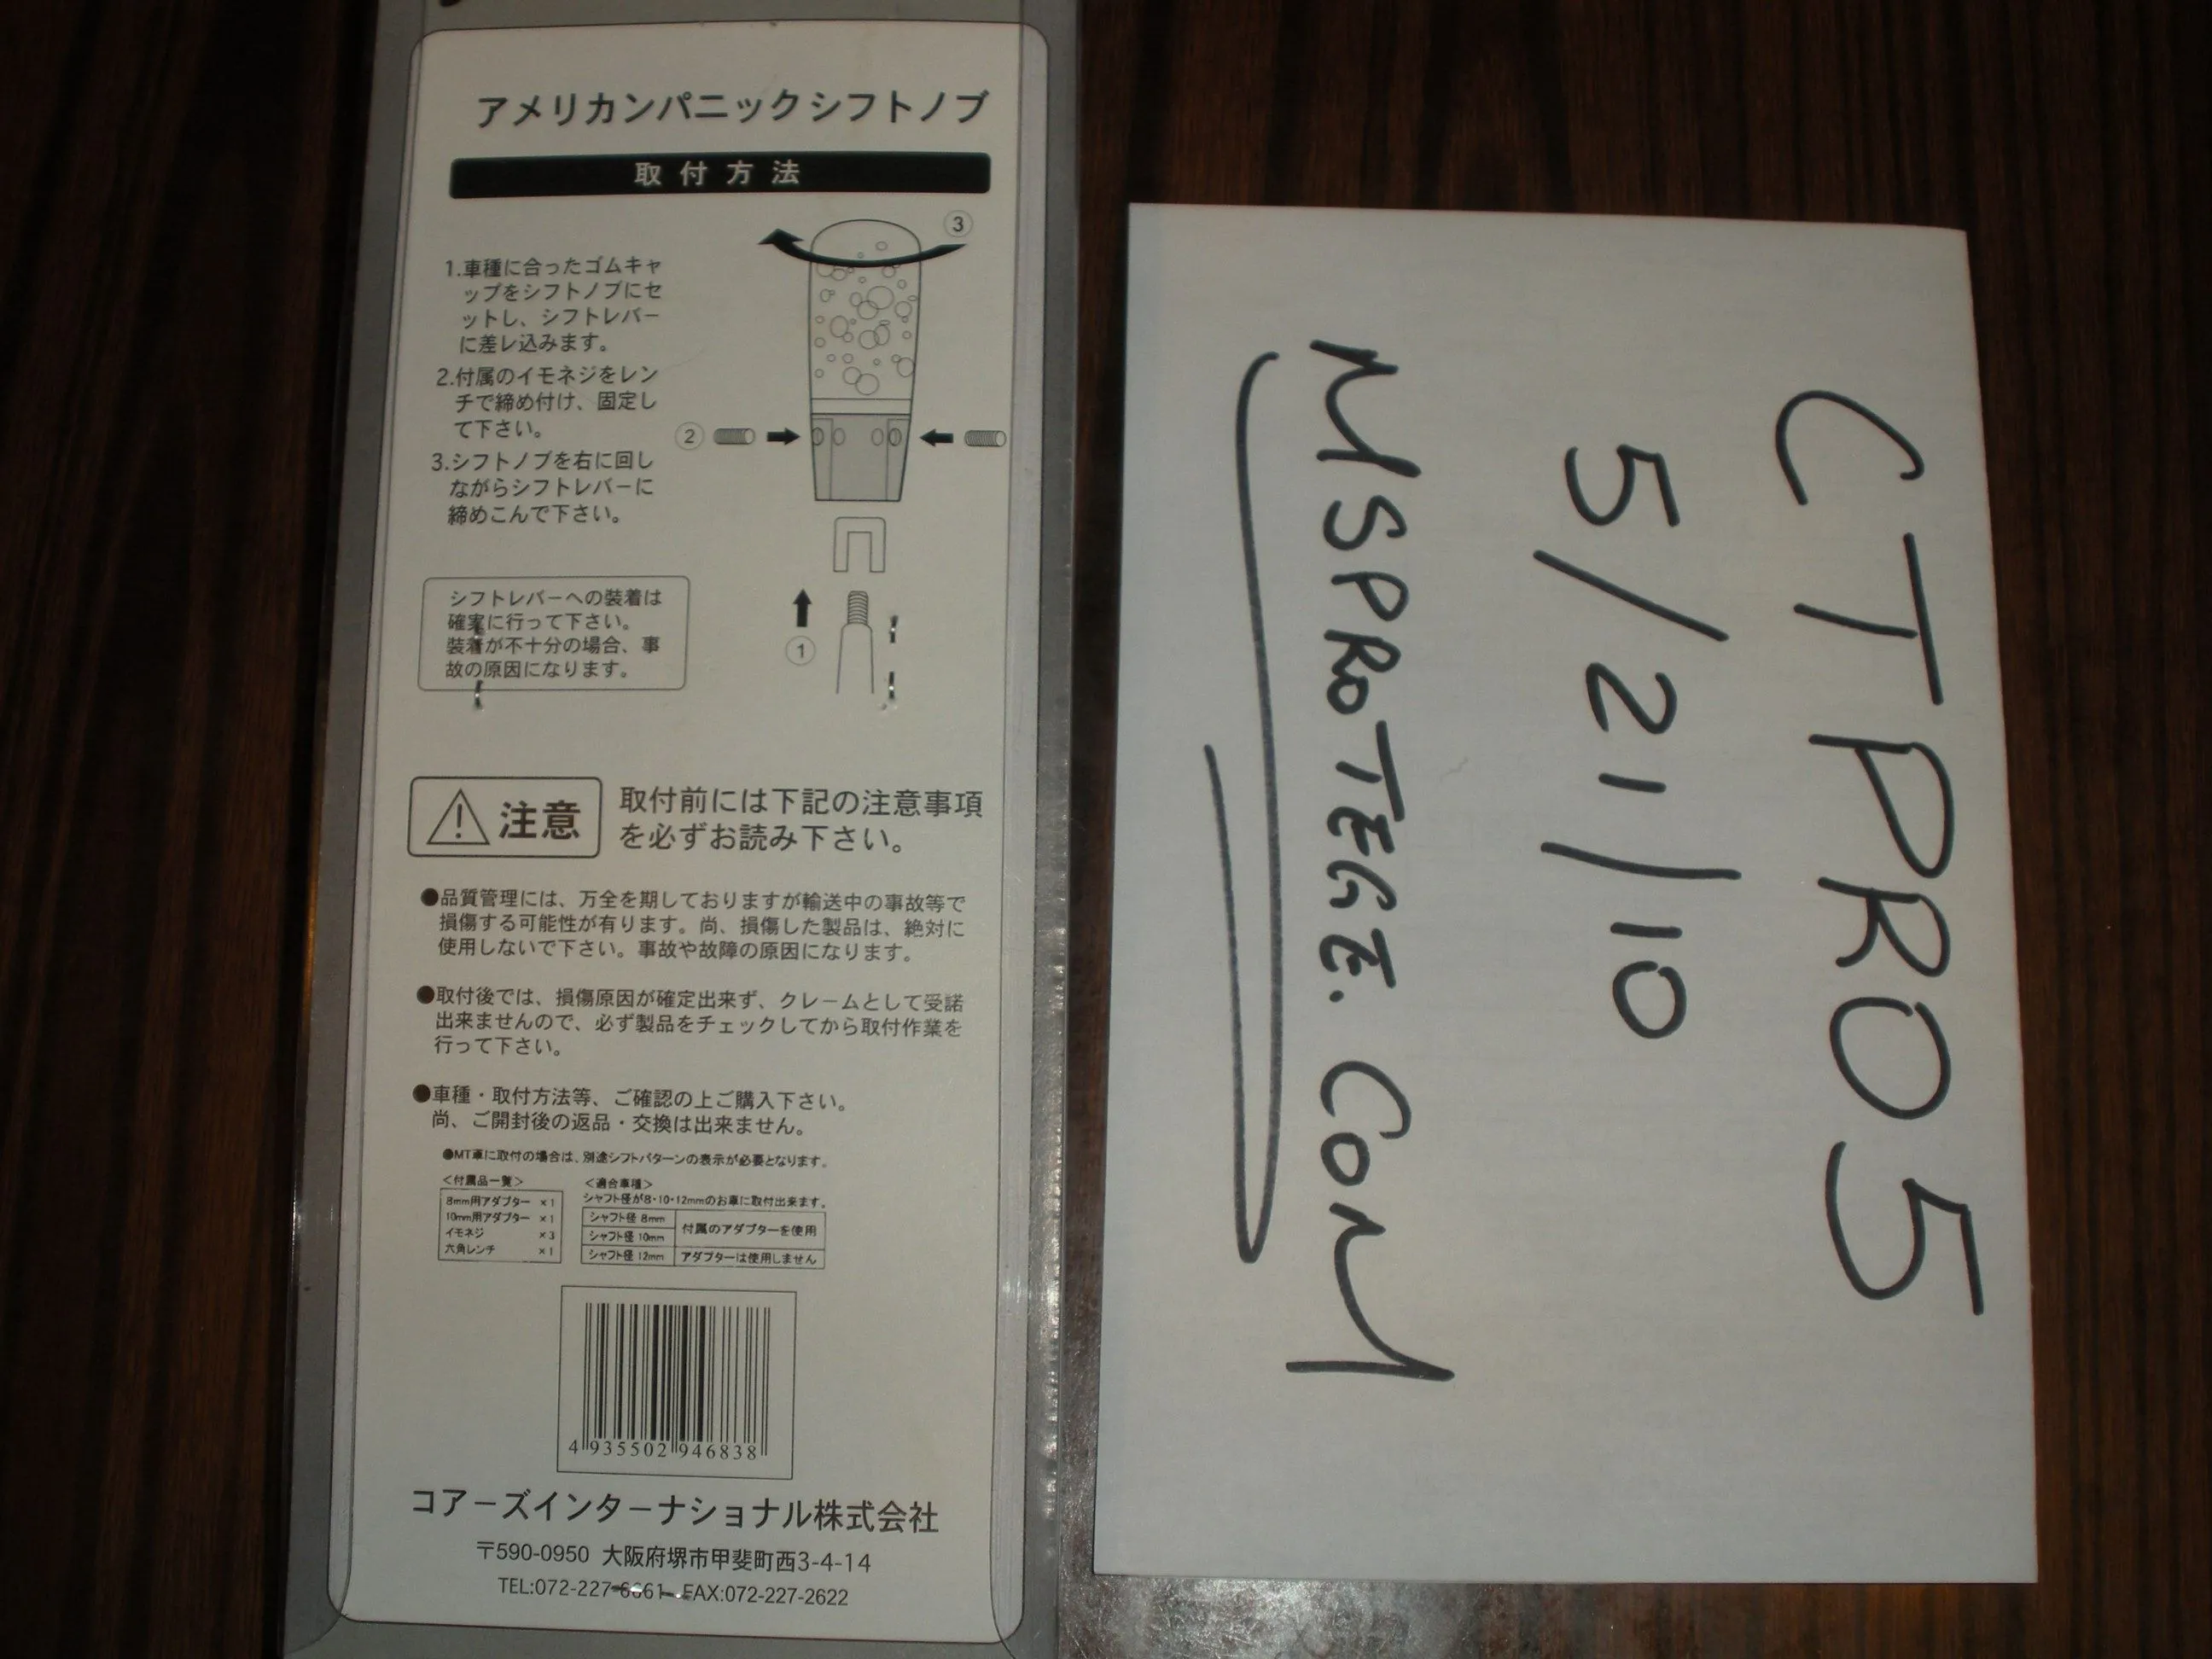 アメリカンパニックシフトノブ
取付方法
1.車種に合ったゴムキャ
ップをシフトノブにセ
ットし、シフトレバー
に差し込みます。
2.付属のイモネジをレン
チで締め付け、固定し
て下さい。
3.シフトノブを右に回し
ながらシフトレバーに
締めこんで下さい。
③
②
①
シフトレバーへの装着は
確実に行って下さい。
装着が不十分の場合、事
故の原因になります。
注意
取付前には下記の注意事項
を必ずお読み下さい。
●品質管理には、万全を期しておりますが輸送中の事故等で
損傷する可能性が有ります。尚、損傷した製品は、絶対に
使用しないで下さい。事故や故障の原因になります。
●取付後では、損傷原因が確定出来ず、クレームとして受諾
出来ませんので、必ず製品をチェックしてから取付作業を
行って下さい。
●車種・取付方法等、ご確認の上ご購入下さい。
尚、ご開封後の返品・交換は出来ません。
●MT車に取付の場合は、別途シフトパターンの表示が必要となります。
<付属品一覧>
8mm用アダプター ×1
10mm用アダプター ×1
イモネジ ×3
六角レンチ ×1
<適合車種>
シャフト径が8・10・12mmのお車に取付出来ます。
シャフト径 8mm
シャフト径 10mm
付属のアダプターを使用
シャフト径 12mm アダプターは使用しません
4 935502 946838
コアーズインターナショナル株式会社
〒590-0950 大阪府堺市甲斐町西3-4-14
TEL:072-227-6661 FAX:072-227-2622
CTPRO5
5/21/10
MSPROTEGE.COM